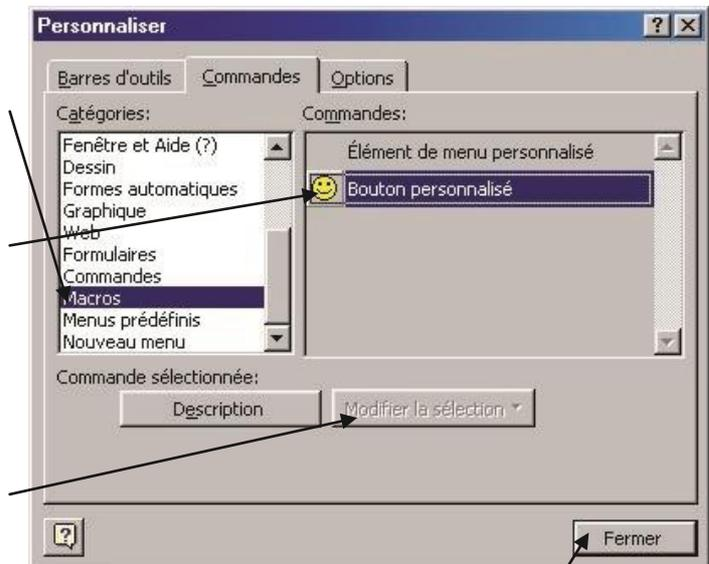 Personnaliser
Barres d'outils Commandes Options
Catégories: Commandes:
Fenêtre et Aide (?)
Dessin
Formes automatiques
Graphique
Web
Formulaires
Commandes
Macros
Menus prédéfinis
Nouveau menu
Élément de menu personnalisé
Bouton personnalisé
Commande sélectionnée:
Description Modifier la sélection
Fermer